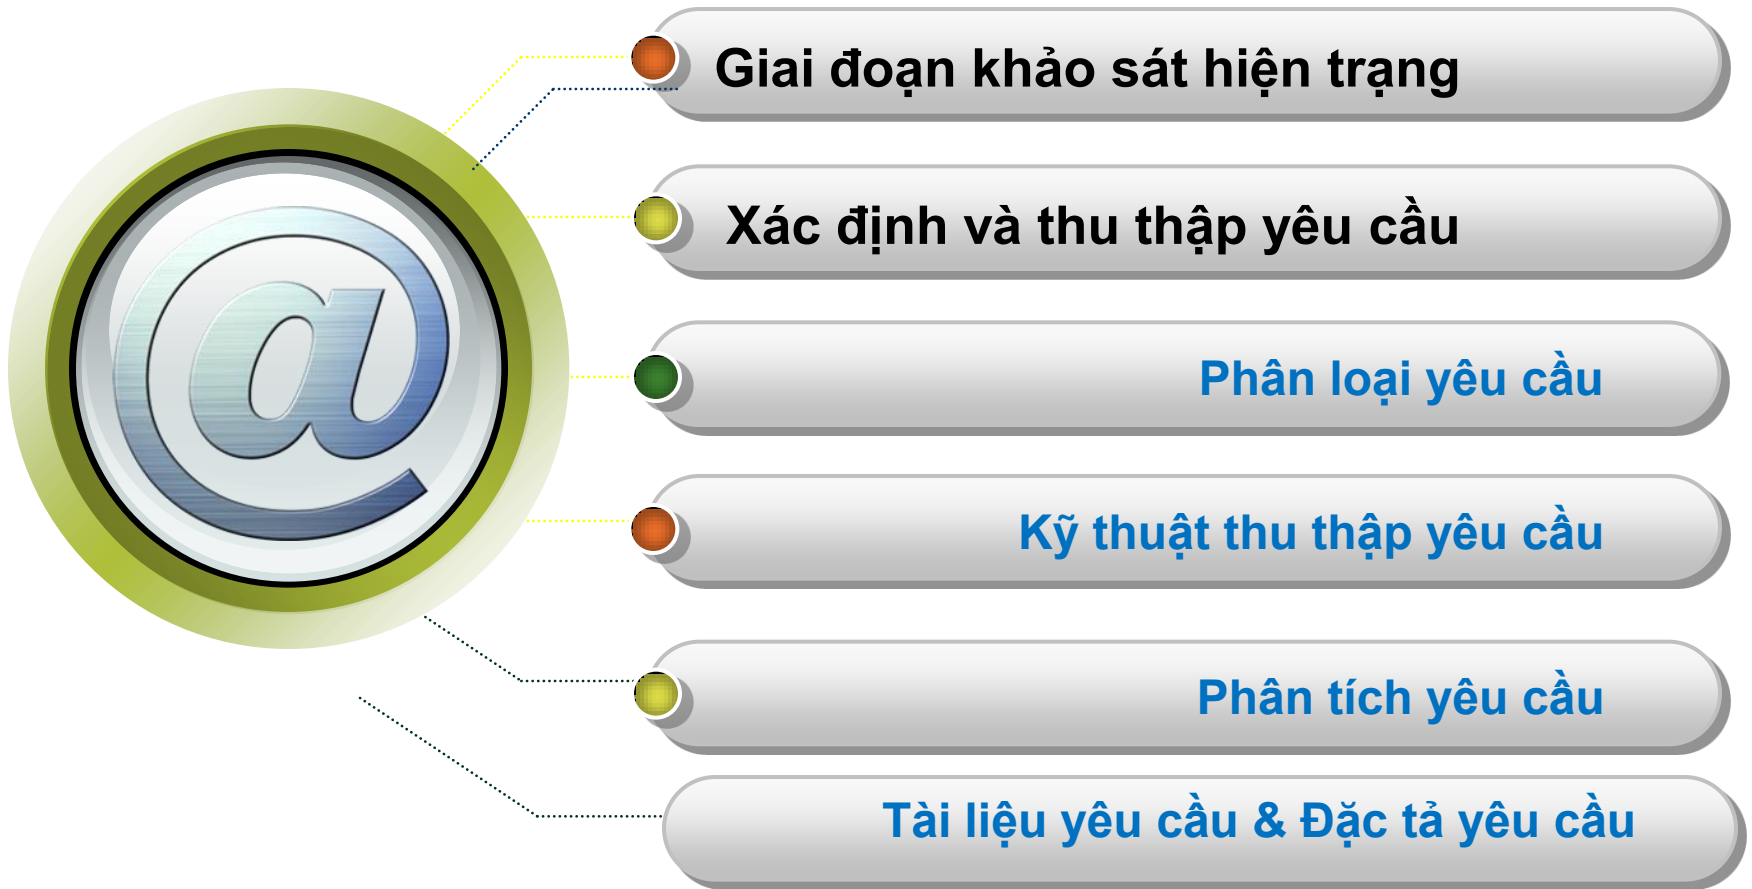 @
Giai đoạn khảo sát hiện trạng
Xác định và thu thập yêu cầu
Phân loại yêu cầu
Kỹ thuật thu thập yêu cầu
Phân tích yêu cầu
Tài liệu yêu cầu & Đặc tả yêu cầu